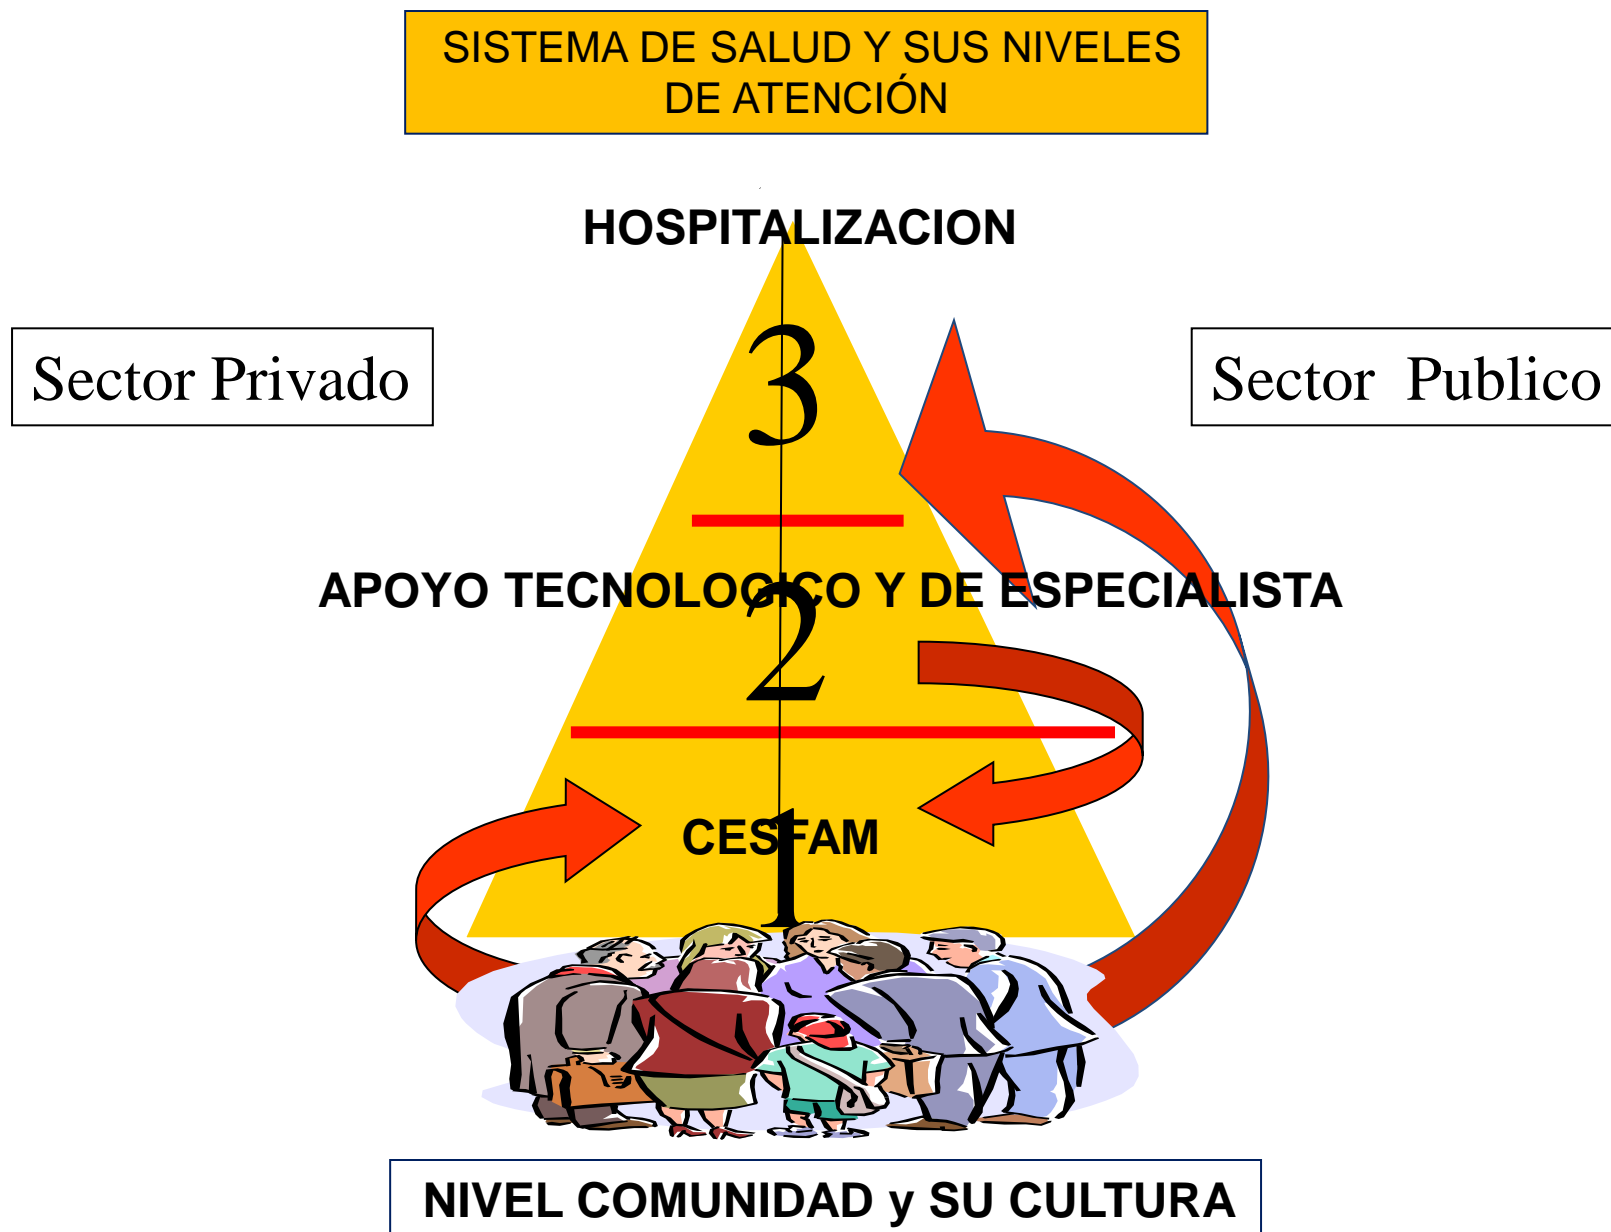 SISTEMA DE SALUD Y SUS NIVELES
DE ATENCIÓN
HOSPITALIZACION
Sector Privado
3
Sector  Publico
APOYO TECNOLOGICO Y DE ESPECIALISTA
2
CESFAM
1
NIVEL COMUNIDAD y SU CULTURA